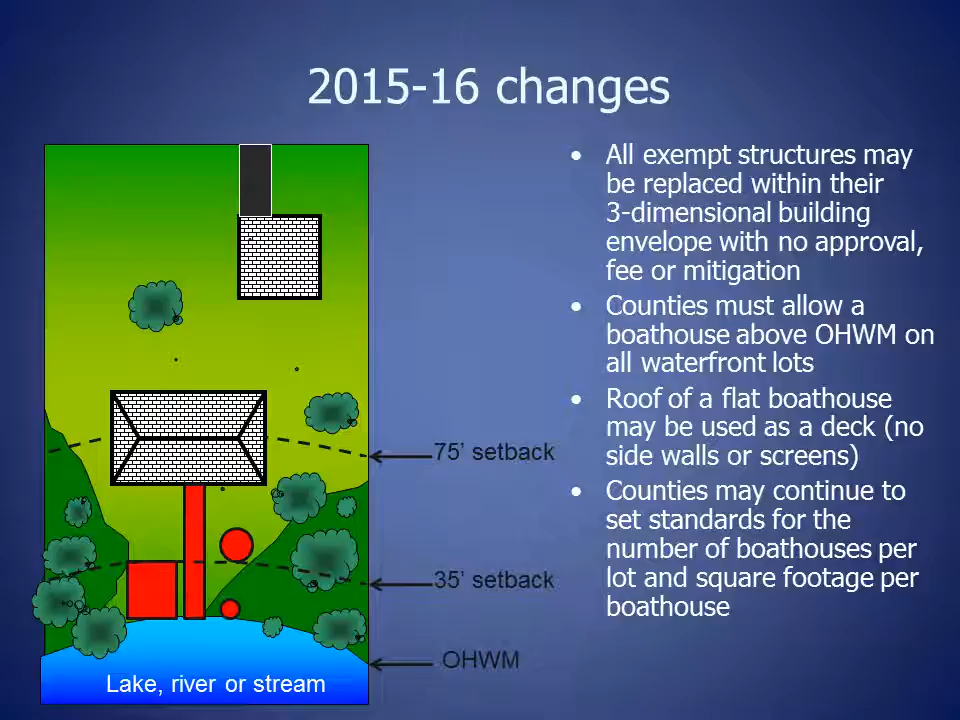 2015-16 changes
• All exempt structures may
be replaced within their
3-dimensional building
envelope with no approval,
fee or mitigation
• Counties must allow a
boathouse above OHWM on
all waterfront lots
• Roof of a flat boathouse
may be used as a deck (no
side walls or screens)
• Counties may continue to
set standards for the
number of boathouses per
lot and square footage per
boathouse
75’ setback
35’ setback
OHWM
Lake, river or stream